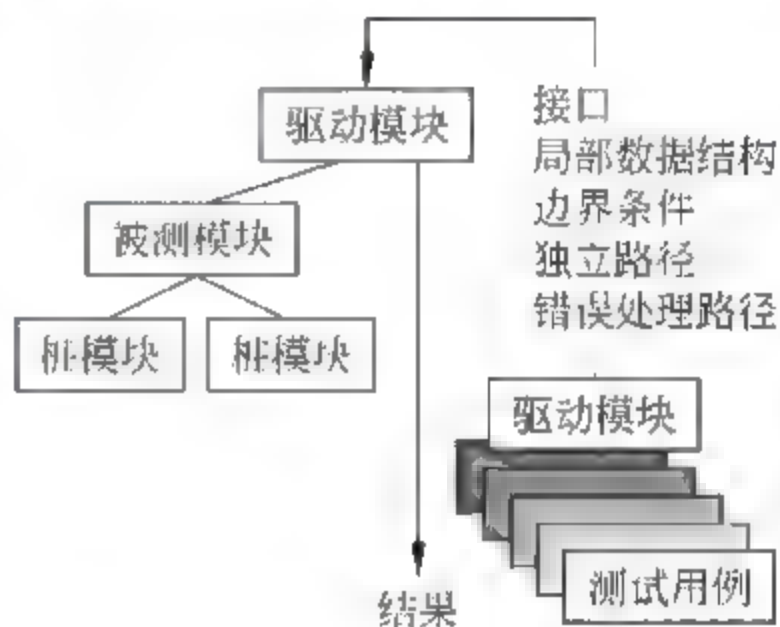 驱动模块
接口
局部数据结构
边界条件
独立路径
错误处理路径
被测模块
桩模块
桩模块
驱动模块
测试用例
结果